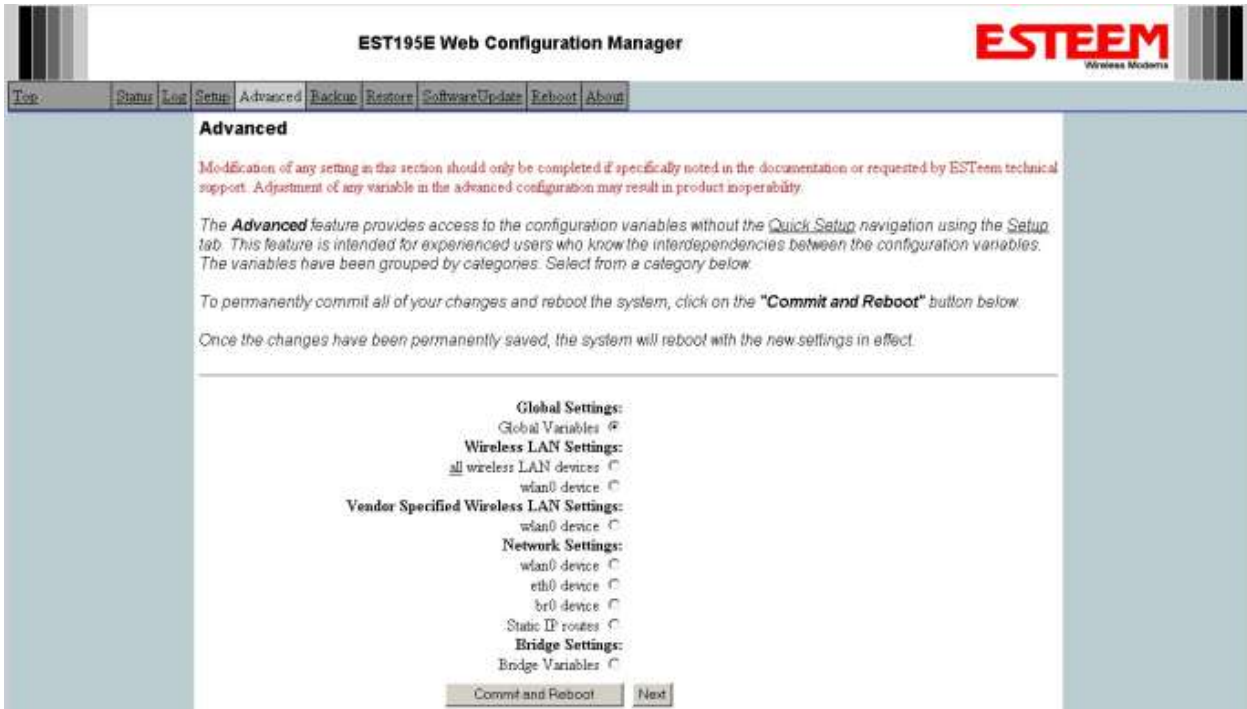 EST195E Web Configuration Manager
ESTEEM
Wireless Modems
Top Status Log Setup Advanced Backup Restore SoftwareUpdate Reboot About
Advanced
Modification of any setting in this section should only be completed if specifically noted in the documentation or requested by ESTeem technical
support. Adjustment of any variable in the advanced configuration may result in product inoperability.
The Advanced feature provides access to the configuration variables without the Quick Setup navigation using the Setup
tab. This feature is intended for experienced users who know the interdependencies between the configuration variables.
The variables have been grouped by categories. Select from a category below.
To permanently commit all of your changes and reboot the system, click on the "Commit and Reboot" button below.
Once the changes have been permanently saved, the system will reboot with the new settings in effect.
Global Settings:
Global Variables
Wireless LAN Settings:
all wireless LAN devices
wlan0 device
Vendor Specified Wireless LAN Settings:
wlan0 device
Network Settings:
wlan0 device
eth0 device
br0 device
Static IP routes
Bridge Settings:
Bridge Variables
Commit and Reboot Next